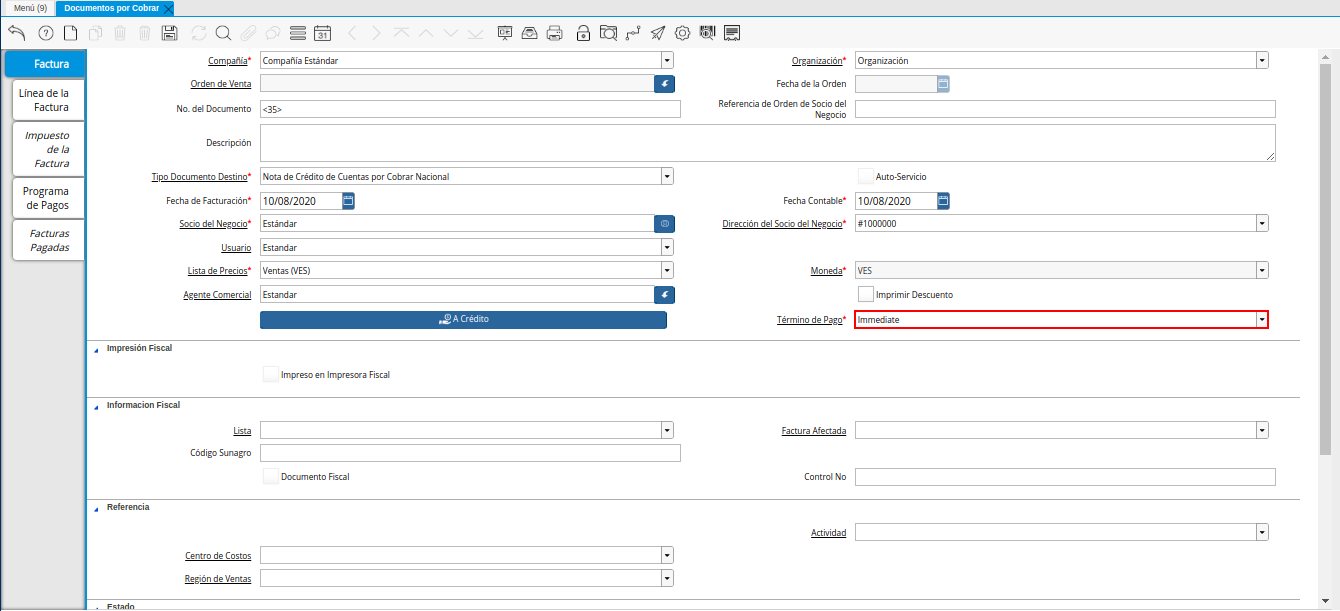 Menú (9)
Documentos por Cobrar
31
Factura
Línea de la
Factura
Impuesto
de la
Factura
Programa
de Pagos
Facturas
Pagadas
Compañía* Compañía Estándar
Organización* Organización
Orden de Venta
Fecha de la Orden
No. del Documento <35>
Referencia de Orden de Socio del
Negocio
Descripción
Tipo Documento Destino* Nota de Crédito de Cuentas por Cobrar Nacional
Auto-Servicio
Fecha de Facturación* 10/08/2020
Fecha Contable* 10/08/2020
Socio del Negocio* Estándar
Dirección del Socio del Negocio* #1000000
Usuario Estandar
Lista de Precios* Ventas (VES)
Moneda* VES
Agente Comercial Estandar
Imprimir Descuento
A Crédito
Término de Pago* Immediate
Impresión Fiscal
Impreso en Impresora Fiscal
Informacion Fiscal
Lista
Factura Afectada
Código Sunagro
Documento Fiscal
Control No
Referencia
Actividad
Centro de Costos
Región de Ventas
Estado